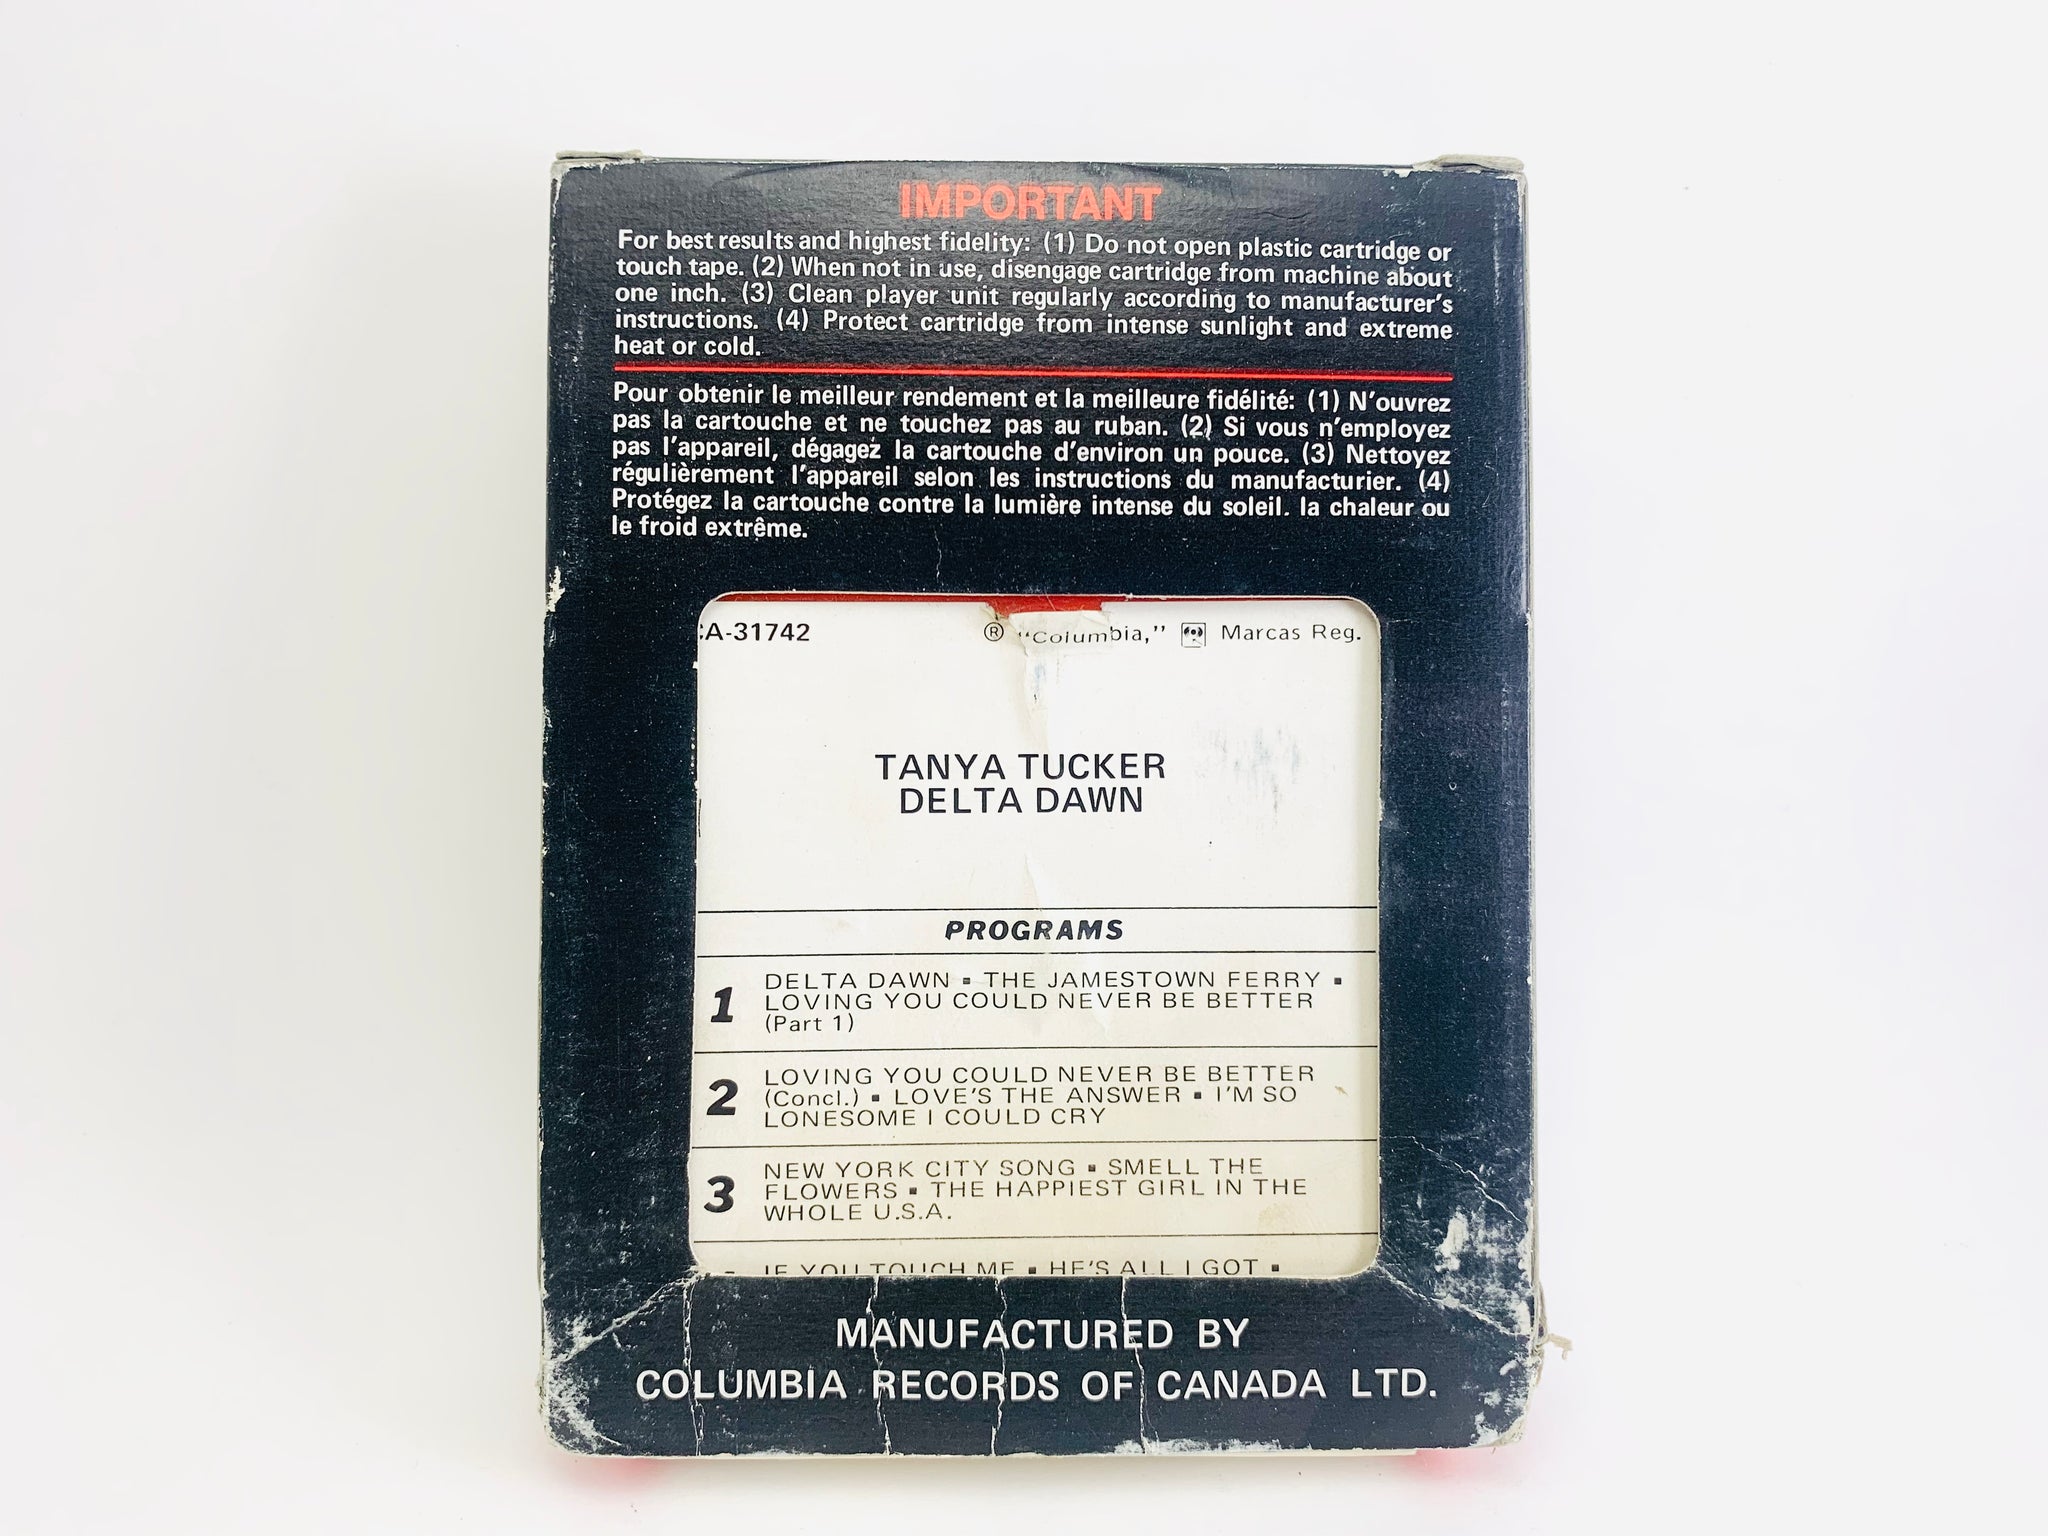 IMPORTANT
For best results and highest fidelity: (1) Do not open plastic cartridge or
touch tape. (2) When not in use, disengage cartridge from machine about
one inch. (3) Clean player unit regularly according to manufacturer's
instructions. (4) Protect cartridge from intense sunlight and extreme
heat or cold.
Pour obtenir le meilleur rendement et la meilleure fidélité: (1) N'ouvrez
pas la cartouche et ne touchez pas au ruban. (2) Si vous n'employez
pas l'appareil, dégagez la cartouche d'environ un pouce. (3) Nettoyez
régulièrement l'appareil selon les instructions du manufacturier. (4)
Protégez la cartouche contre la lumière intense du soleil. la chaleur ou
le froid extrême.
A-31742 ® "Columbia," Marcas Reg.
TANYA TUCKER
DELTA DAWN
PROGRAMS
1 DELTA DAWN ▪ THE JAMESTOWN FERRY ▪
LOVING YOU COULD NEVER BE BETTER
(Part 1)
2 LOVING YOU COULD NEVER BE BETTER
(Concl.) ▪ LOVE'S THE ANSWER ▪ I'M SO
LONESOME I COULD CRY
3 NEW YORK CITY SONG ▪ SMELL THE
FLOWERS ▪ THE HAPPIEST GIRL IN THE
WHOLE U.S.A.
IF YOU TOUCH ME ▪ HE'S ALL I GOT ▪
MANUFACTURED BY
COLUMBIA RECORDS OF CANADA LTD.